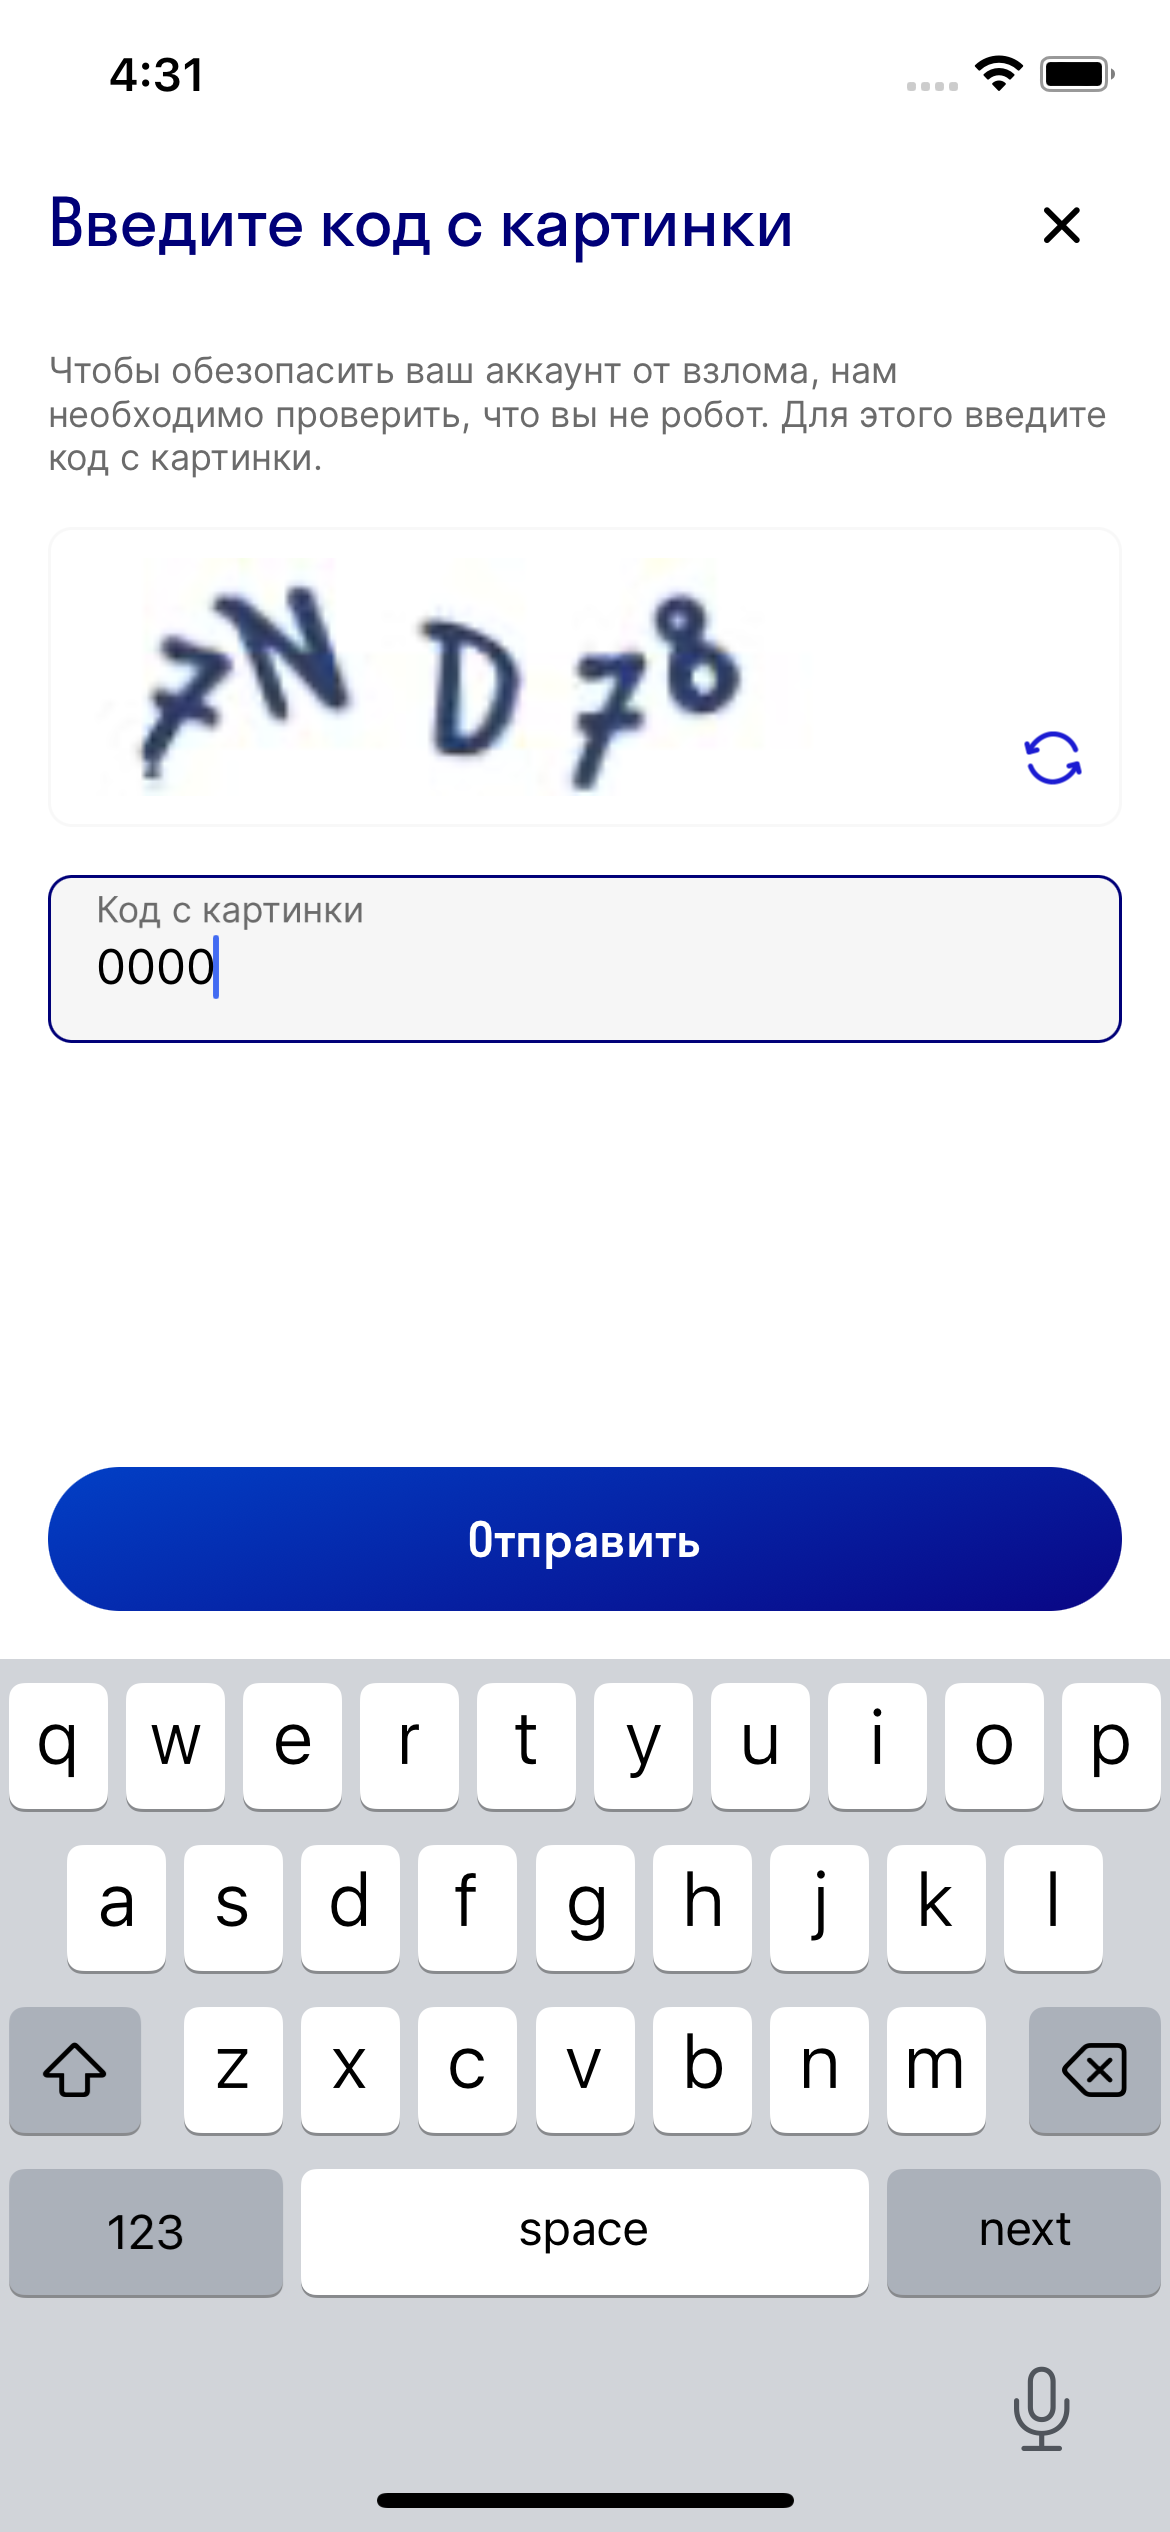 4:31
Введите код с картинки
Чтобы обезопасить ваш аккаунт от взлома, нам
необходимо проверить, что вы не робот. Для этого введите
код с картинки.
7N D 78
Код с картинки
0000
Отправить
q w e r t y u i o p
a s d f g h j k l
z x c v b n m
123 space next